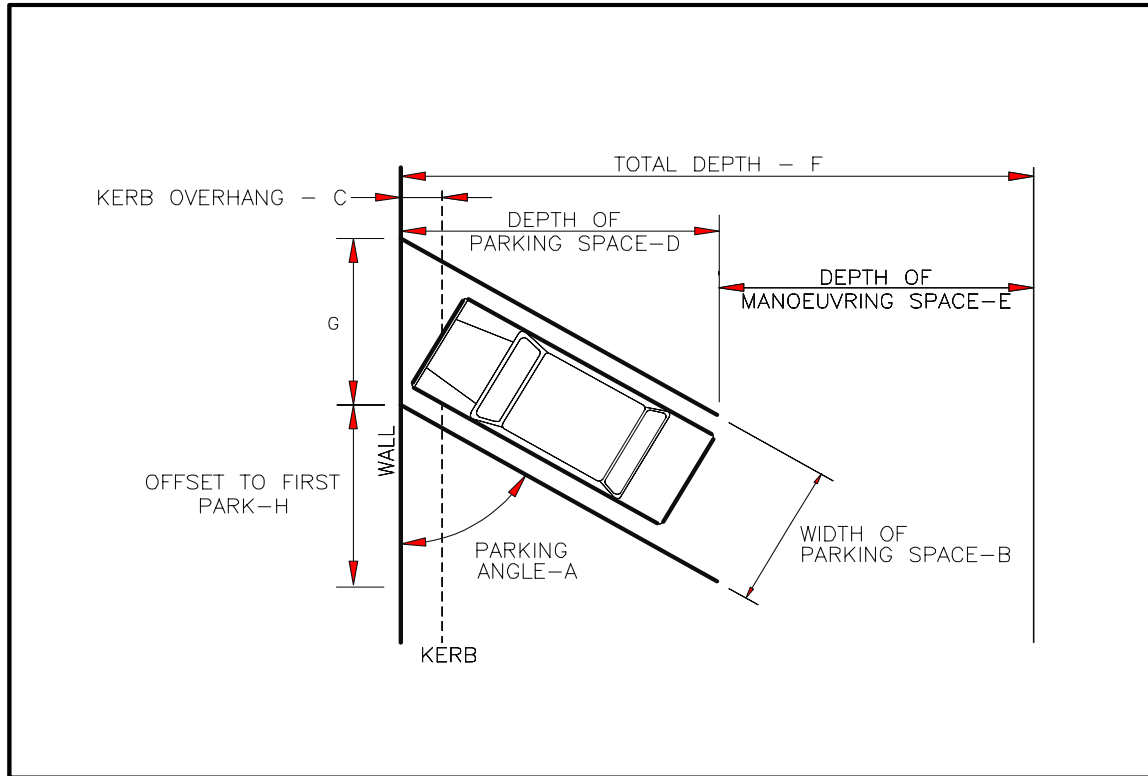 TOTAL DEPTH – F
KERB OVERHANG – C
DEPTH OF
PARKING SPACE–D
DEPTH OF
MANOEUVRING SPACE–E
G
WALL
OFFSET TO FIRST
PARK–H
PARKING
ANGLE–A
WIDTH OF
PARKING SPACE–B
KERB